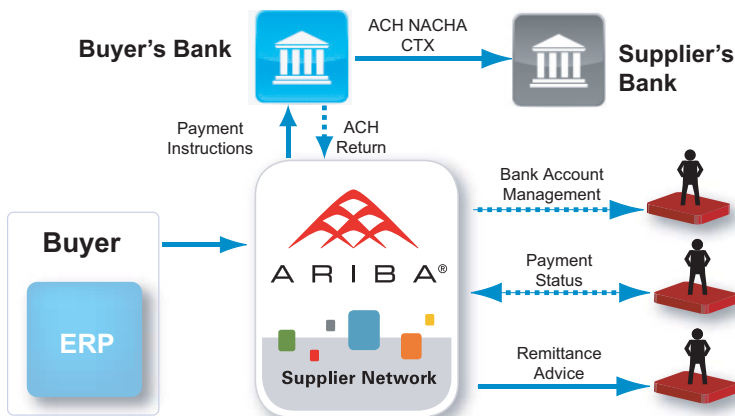 Buyer's Bank
ACH NACHA
CTX
Supplier's
Bank
Payment
Instructions
ACH
Return
Buyer
ERP
ARIBA®
Supplier Network
Bank Account
Management
Payment
Status
Remittance
Advice